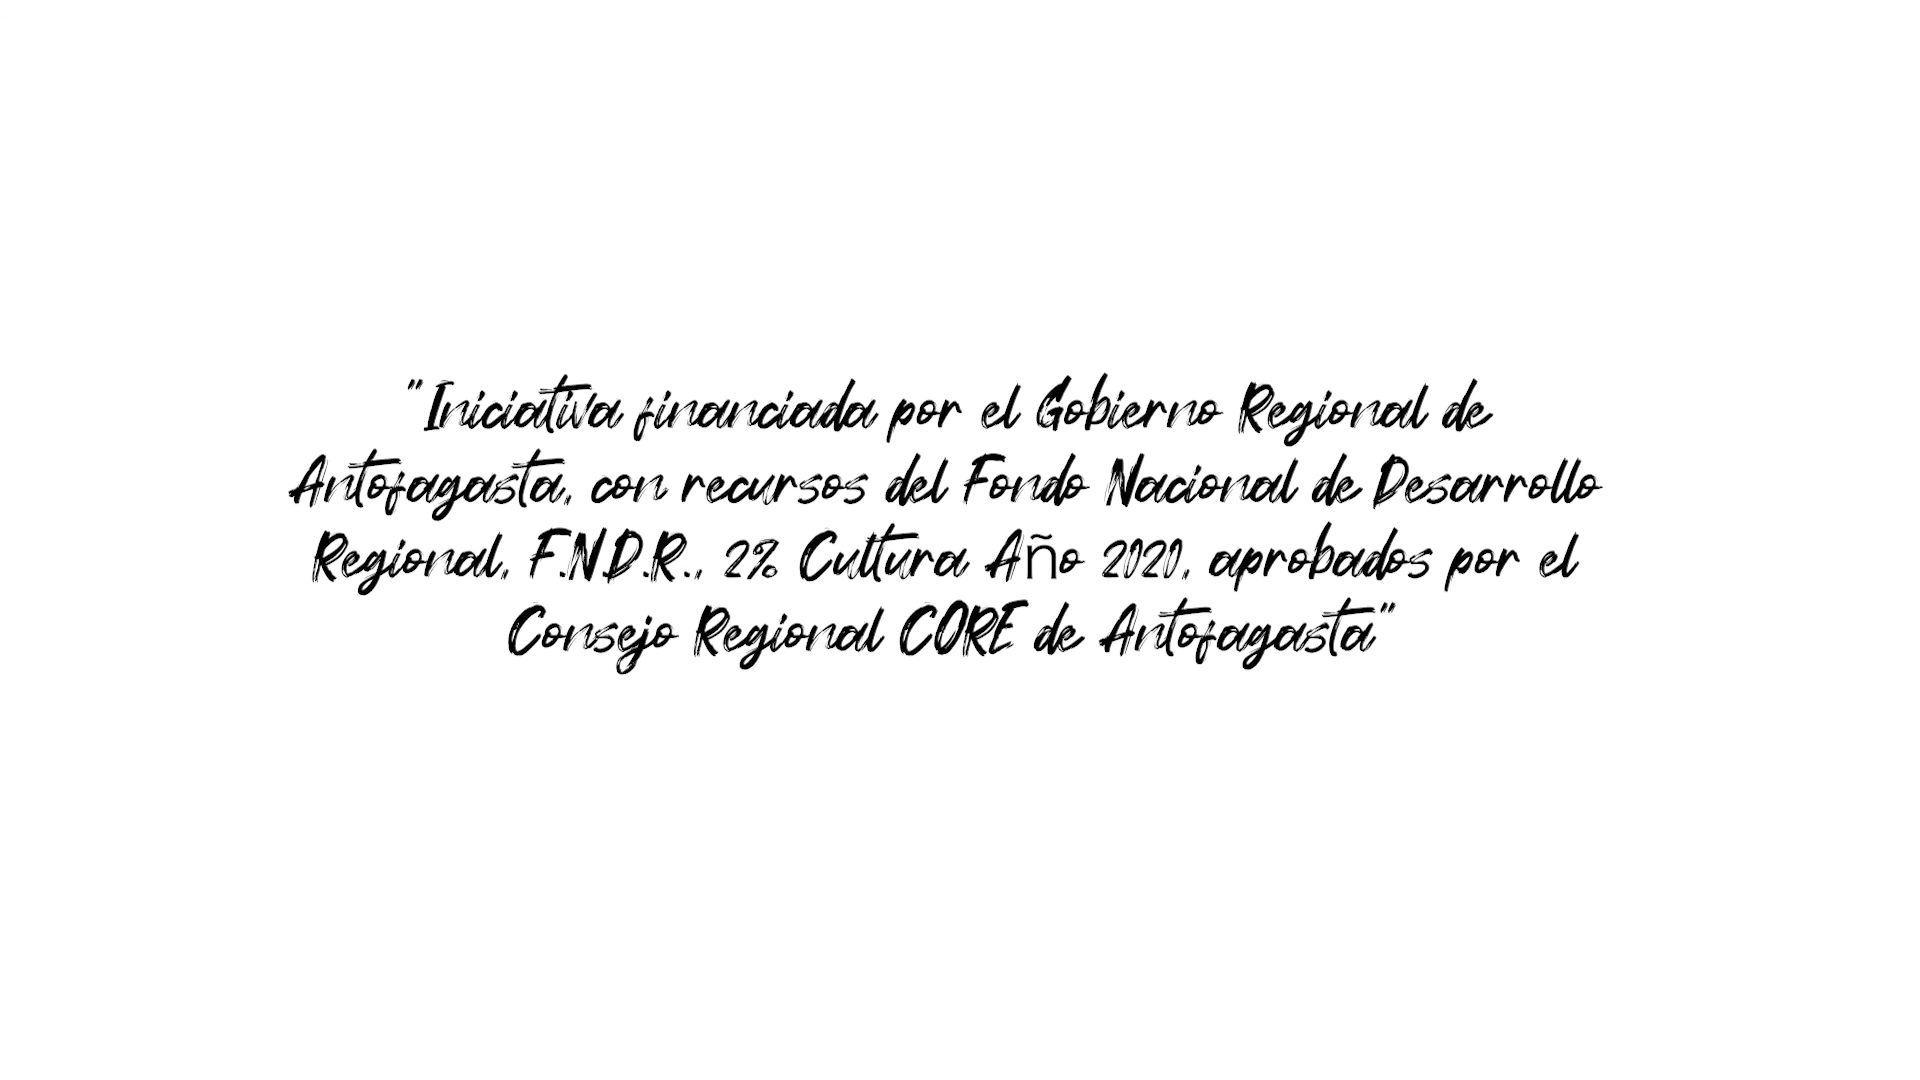 "Iniciativa financiada por el Gobierno Regional de
Antofagasta, con recursos del Fondo Nacional de Desarrollo
Regional, F.N.D.R., 2% Cultura Año 2020, aprobados por el
Consejo Regional CORE de Antofagasta"